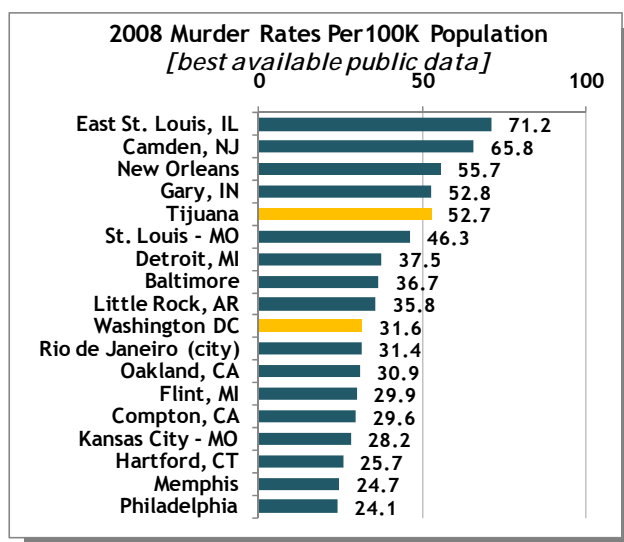 2008 Murder Rates Per100K Population
[best available public data]
0 50 100
East St. Louis, IL 71.2
Camden, NJ 65.8
New Orleans 55.7
Gary, IN 52.8
Tijuana 52.7
St. Louis - MO 46.3
Detroit, MI 37.5
Baltimore 36.7
Little Rock, AR 35.8
Washington DC 31.6
Rio de Janeiro (city) 31.4
Oakland, CA 30.9
Flint, MI 29.9
Compton, CA 29.6
Kansas City - MO 28.2
Hartford, CT 25.7
Memphis 24.7
Philadelphia 24.1